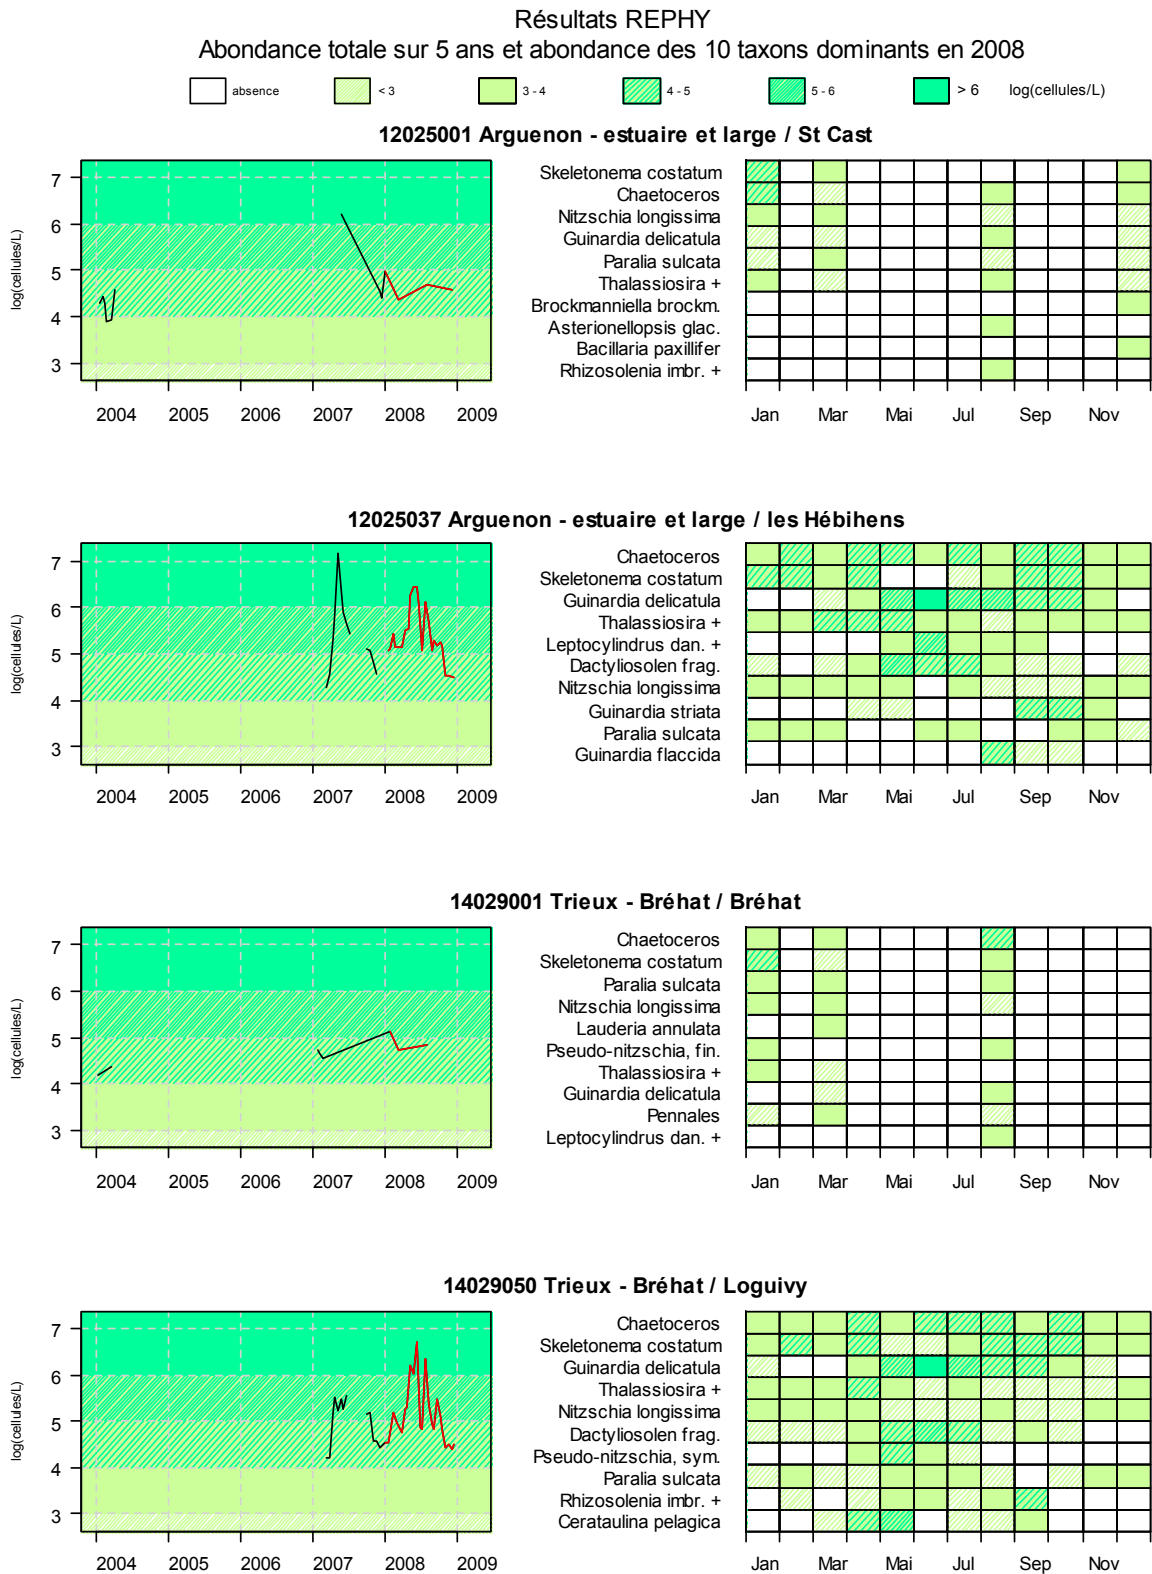 Résultats REPHY
Abondance totale sur 5 ans et abondance des 10 taxons dominants en 2008
absence < 3 3 - 4 4 - 5 5 - 6 > 6 log(cellules/L)
12025001 Arguenon - estuaire et large / St Cast
log(cellules/L)
7
6
5
4
3
2004 2005 2006 2007 2008 2009
Skeletonema costatum
Chaetoceros
Nitzschia longissima
Guinardia delicatula
Paralia sulcata
Thalassiosira +
Brockmanniella brockm.
Asterionellopsis glac.
Bacillaria paxillifer
Rhizosolenia imbr. +
Jan Mar Mai Jul Sep Nov
12025037 Arguenon - estuaire et large / les Hébihens
log(cellules/L)
7
6
5
4
3
2004 2005 2006 2007 2008 2009
Chaetoceros
Skeletonema costatum
Guinardia delicatula
Thalassiosira +
Leptocylindrus dan. +
Dactyliosolen frag.
Nitzschia longissima
Guinardia striata
Paralia sulcata
Guinardia flaccida
Jan Mar Mai Jul Sep Nov
14029001 Trieux - Bréhat / Bréhat
log(cellules/L)
7
6
5
4
3
2004 2005 2006 2007 2008 2009
Chaetoceros
Skeletonema costatum
Paralia sulcata
Nitzschia longissima
Lauderia annulata
Pseudo-nitzschia, fin.
Thalassiosira +
Guinardia delicatula
Pennales
Leptocylindrus dan. +
Jan Mar Mai Jul Sep Nov
14029050 Trieux - Bréhat / Loguivy
log(cellules/L)
7
6
5
4
3
2004 2005 2006 2007 2008 2009
Chaetoceros
Skeletonema costatum
Guinardia delicatula
Thalassiosira +
Nitzschia longissima
Dactyliosolen frag.
Pseudo-nitzschia, sym.
Paralia sulcata
Rhizosolenia imbr. +
Cerataulina pelagica
Jan Mar Mai Jul Sep Nov